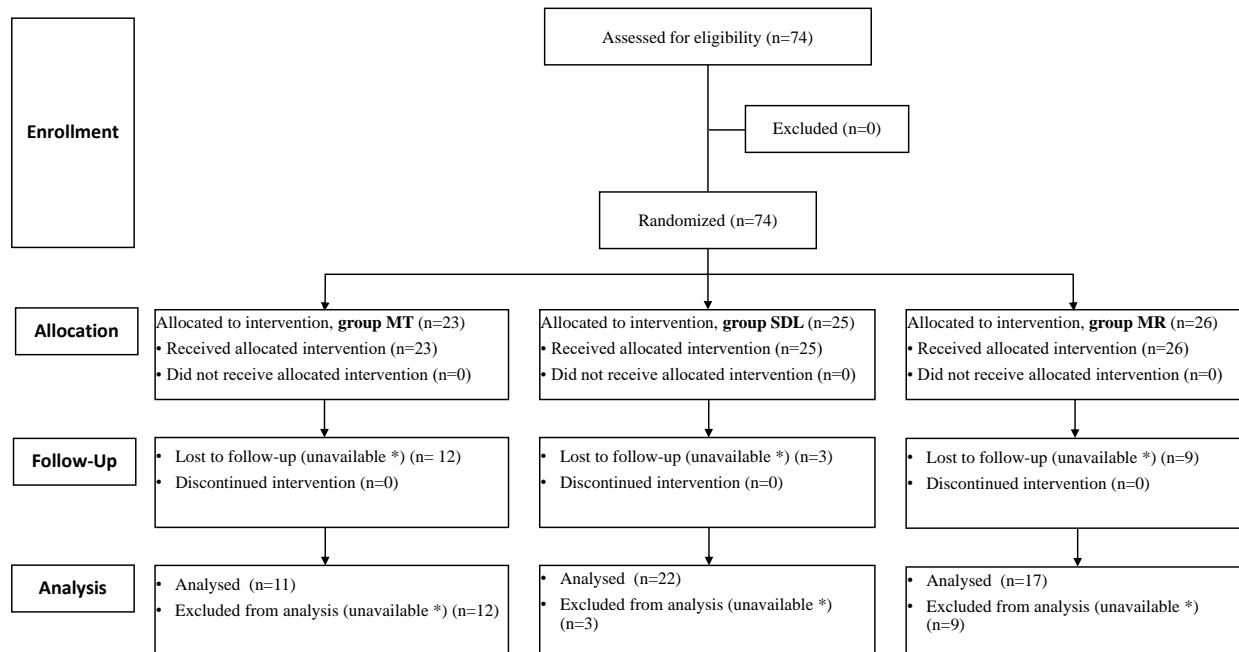 Assessed for eligibility (n=74)
Enrollment
Excluded (n=0)
Randomized (n=74)
Allocation
Allocated to intervention, group MT (n=23)
• Received allocated intervention (n=23)
• Did not receive allocated intervention (n=0)
Allocated to intervention, group SDL (n=25)
• Received allocated intervention (n=25)
• Did not receive allocated intervention (n=0)
Allocated to intervention, group MR (n=26)
• Received allocated intervention (n=26)
• Did not receive allocated intervention (n=0)
Follow-Up
• Lost to follow-up (unavailable *) (n= 12)
• Discontinued intervention (n=0)
• Lost to follow-up (unavailable *) (n=3)
• Discontinued intervention (n=0)
• Lost to follow-up (unavailable *) (n=9)
• Discontinued intervention (n=0)
Analysis
• Analysed (n=11)
• Excluded from analysis (unavailable *) (n=12)
• Analysed (n=22)
• Excluded from analysis (unavailable *)
(n=3)
• Analysed (n=17)
• Excluded from analysis (unavailable *)
(n=9)